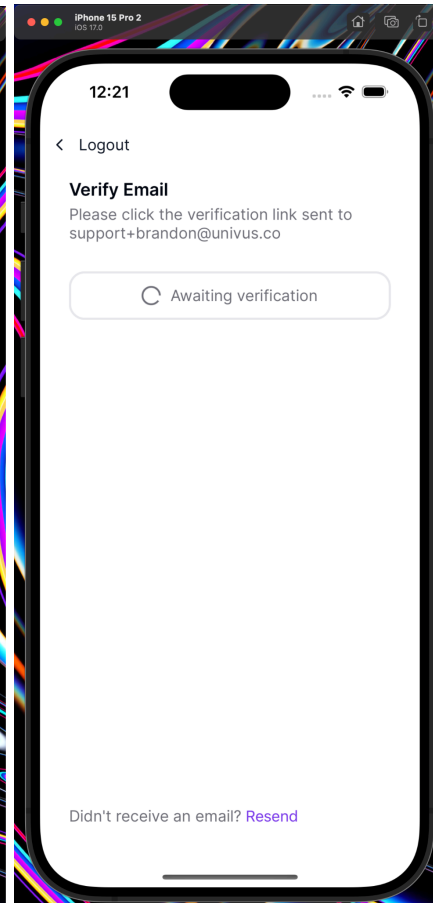 iPhone 15 Pro 2
iOS 17.0
12:21
Logout
Verify Email
Please click the verification link sent to
support+brandon@univus.co
Awaiting verification
Didn't receive an email? Resend